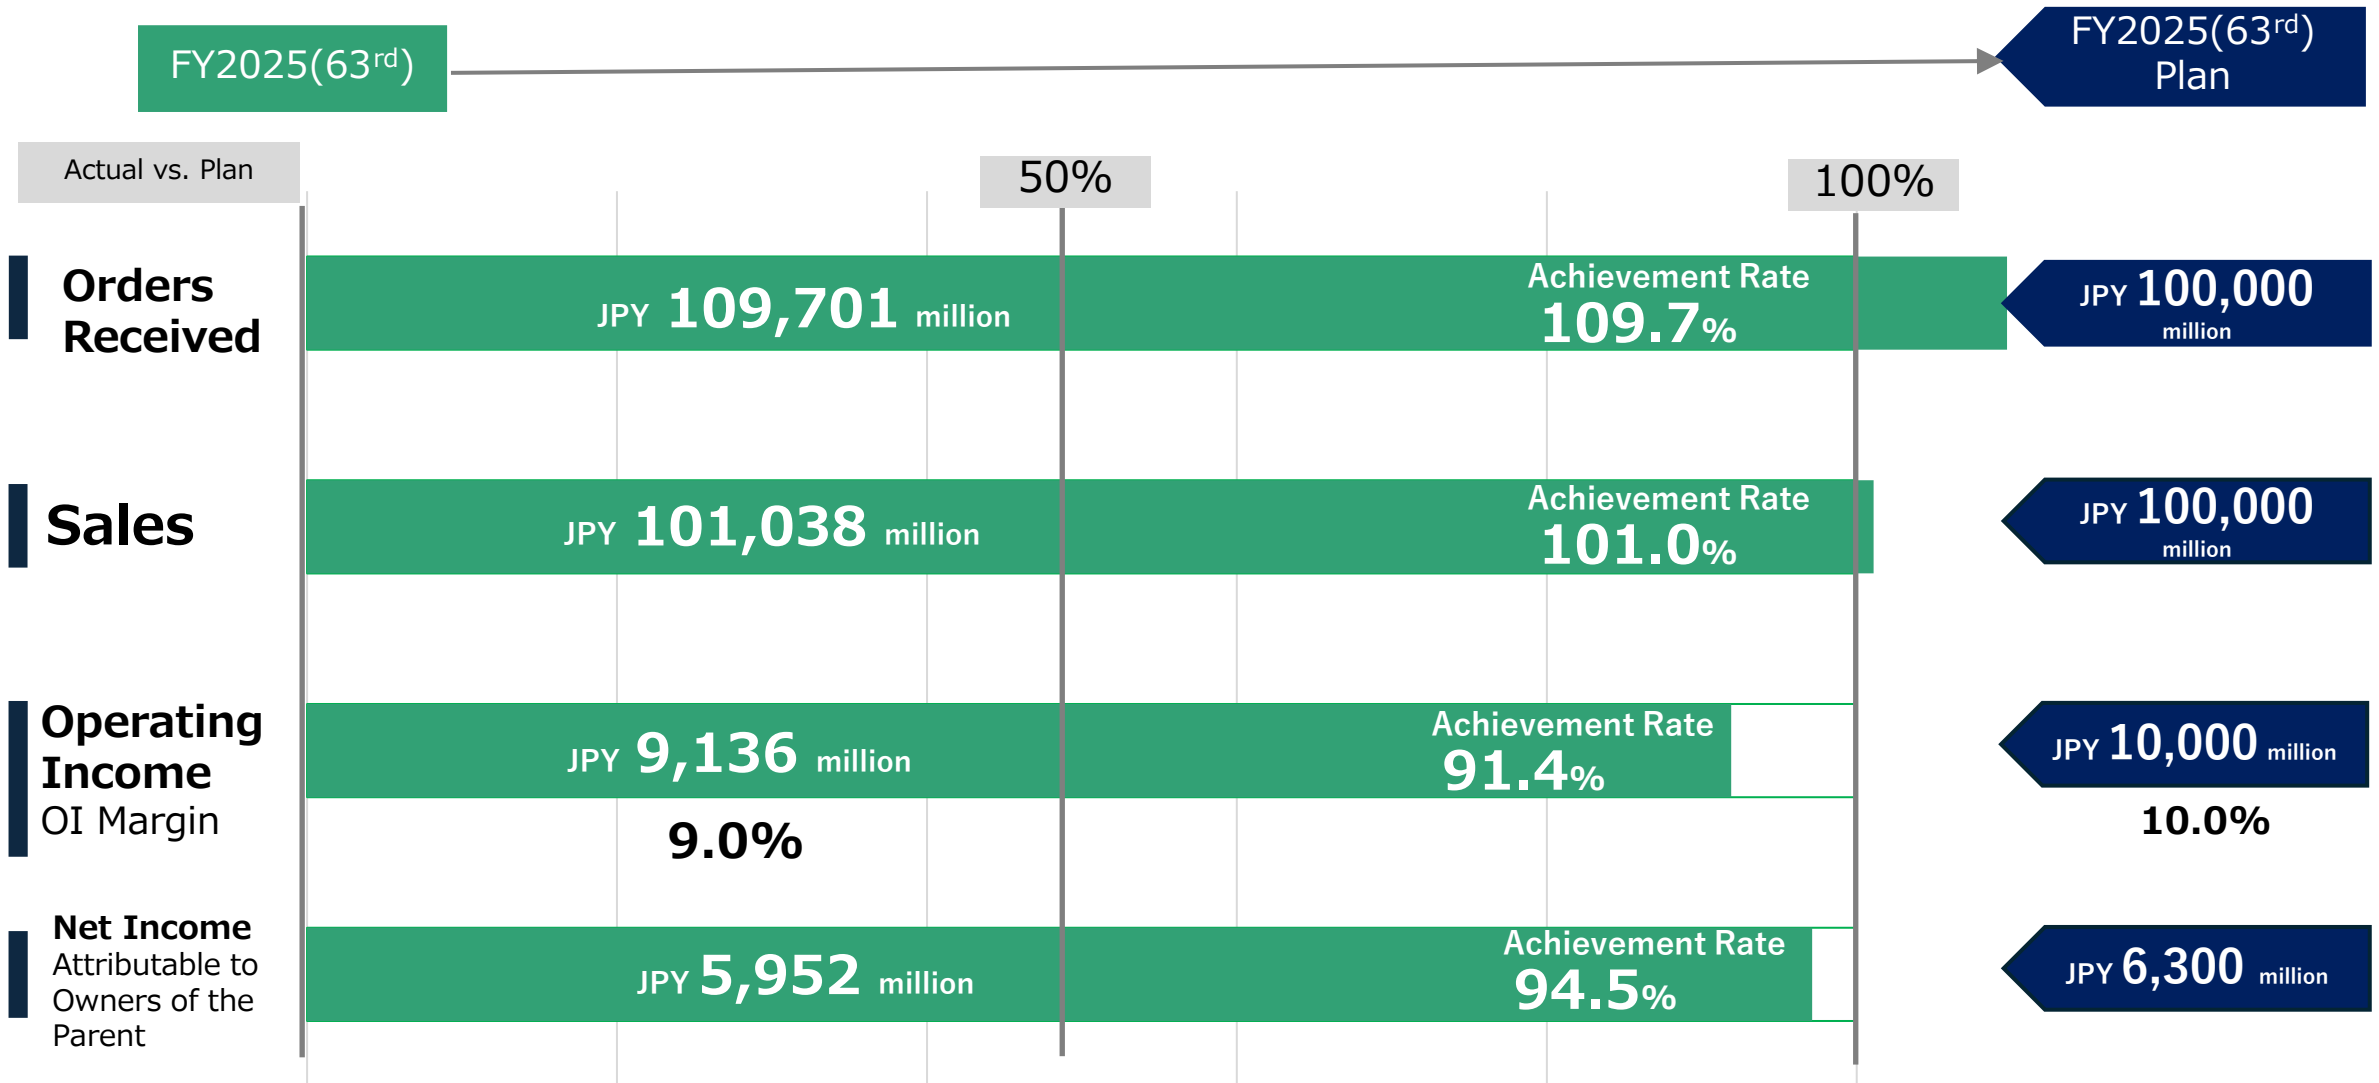 FY2025(63rd)
FY2025(63rd)
Plan
Actual vs. Plan
50%
100%
Orders
Received
JPY 109,701 million
Achievement Rate
109.7%
JPY 100,000
million
Sales
JPY 101,038 million
Achievement Rate
101.0%
JPY 100,000
million
Operating
Income
OI Margin
JPY 9,136 million
9.0%
Achievement Rate
91.4%
JPY 10,000 million
10.0%
Net Income
Attributable to
Owners of the
Parent
JPY 5,952 million
Achievement Rate
94.5%
JPY 6,300 million